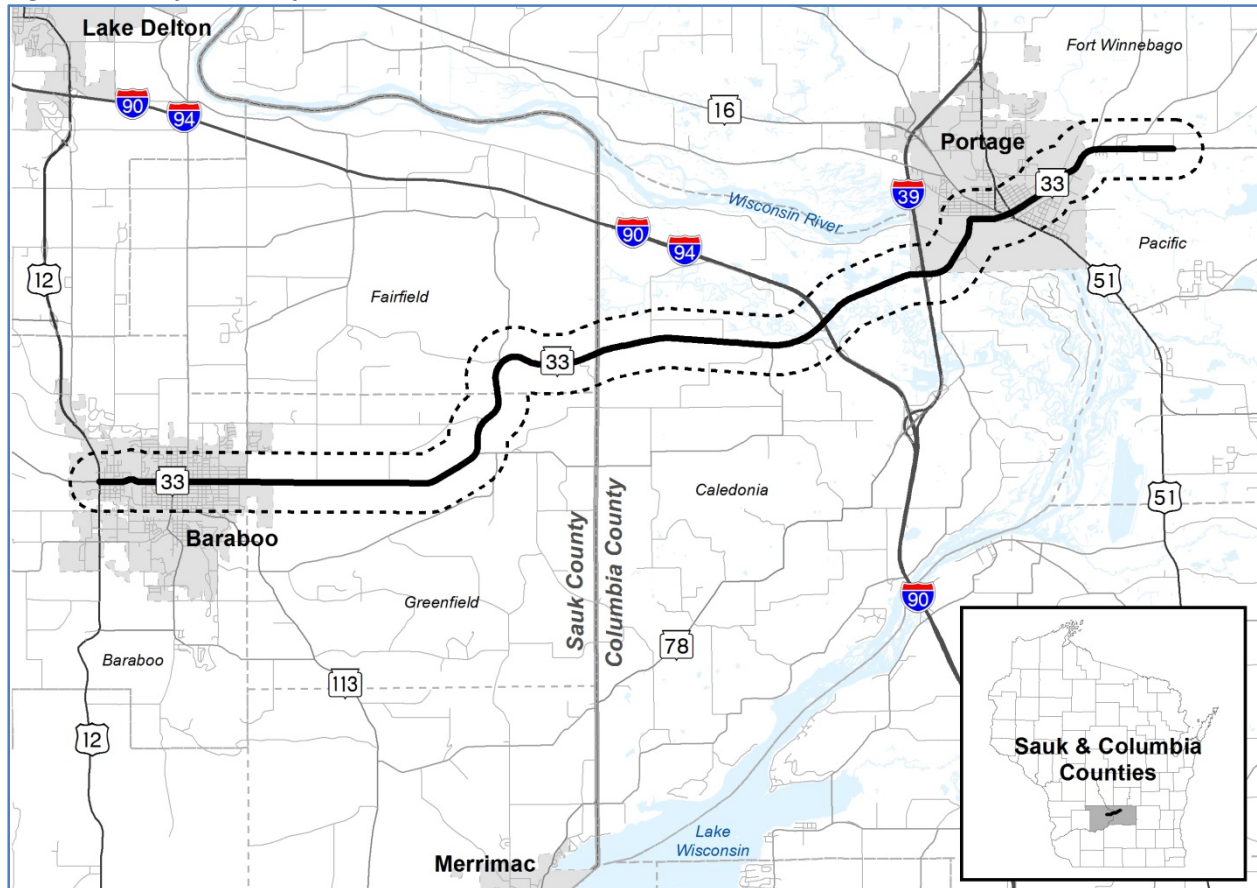 Lake Delton
Fort Winnebago
90
94
16
Portage
33
39
Wisconsin River
90
94
Pacific
12
51
Fairfield
33
33
Baraboo
Caledonia
51
Sauk County
Columbia County
Greenfield
90
78
Baraboo
113
12
Sauk & Columbia
Counties
Lake
Wisconsin
Merrimac